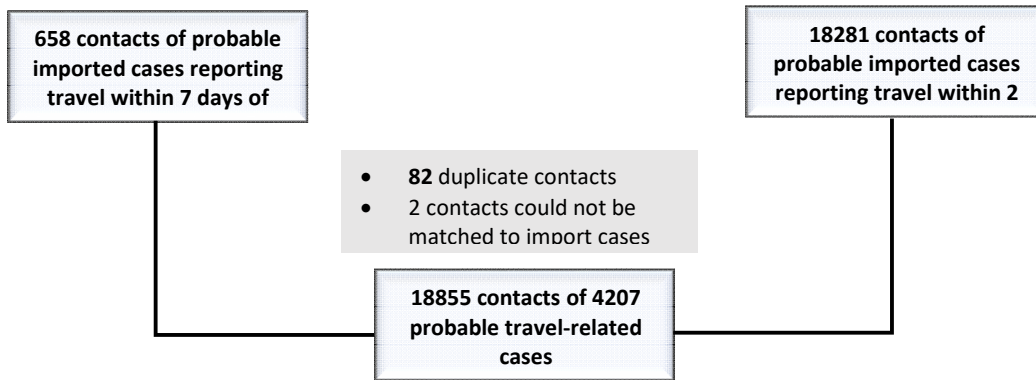 658 contacts of probable
imported cases reporting
travel within 7 days of
18281 contacts of
probable imported cases
reporting travel within 2
• 82 duplicate contacts
• 2 contacts could not be
matched to import cases
18855 contacts of 4207
probable travel-related
cases